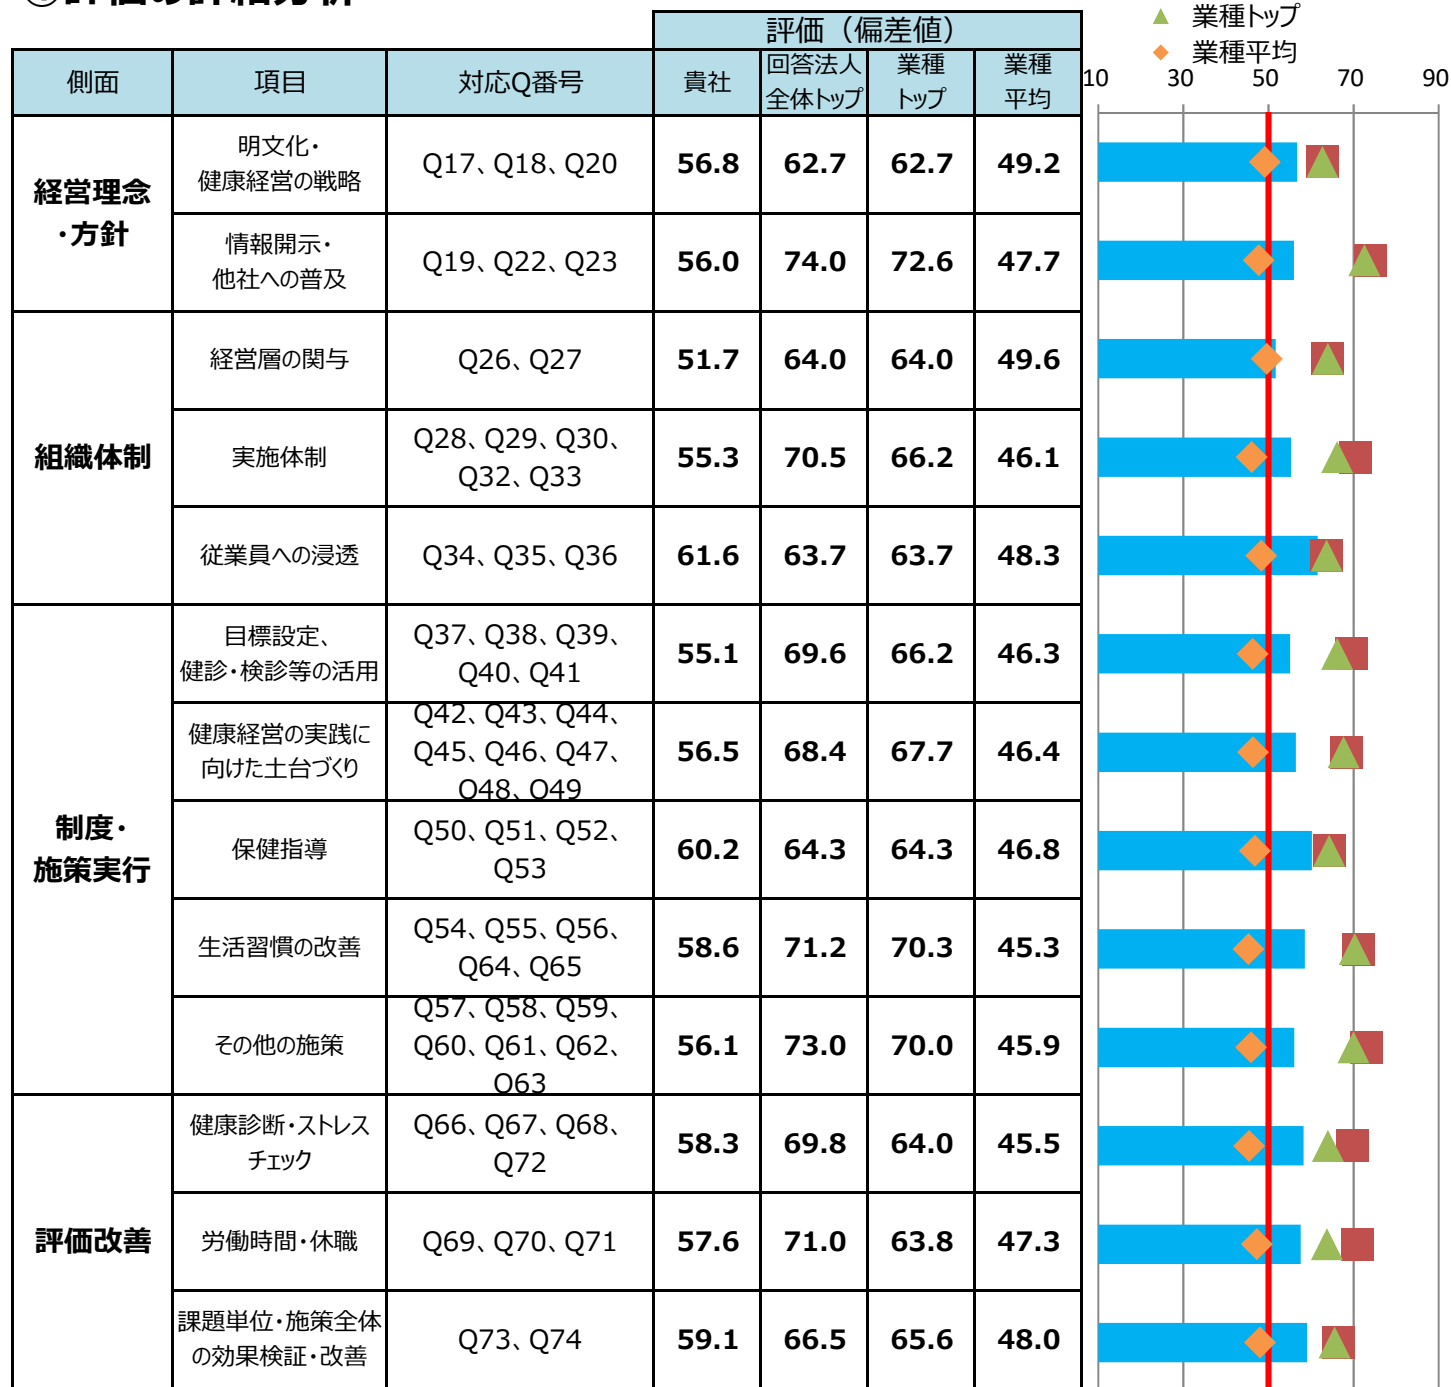 ▲ 業種トップ
◆ 業種平均
評価（偏差値）
側面 項目 対応Q番号 貴社 回答法人全体トップ 業種トップ 業種平均
10 30 50 70 90
経営理念・方針
明文化・健康経営の戦略 Q17、Q18、Q20 56.8 62.7 62.7 49.2
情報開示・他社への普及 Q19、Q22、Q23 56.0 74.0 72.6 47.7
組織体制
経営層の関与 Q26、Q27 51.7 64.0 64.0 49.6
実施体制 Q28、Q29、Q30、Q32、Q33 55.3 70.5 66.2 46.1
従業員への浸透 Q34、Q35、Q36 61.6 63.7 63.7 48.3
制度・施策実行
目標設定、健診・検診等の活用 Q37、Q38、Q39、Q40、Q41 55.1 69.6 66.2 46.3
健康経営の実践に向けた土台づくり Q42、Q43、Q44、Q45、Q46、Q47、Q48、Q49 56.5 68.4 67.7 46.4
保健指導 Q50、Q51、Q52、Q53 60.2 64.3 64.3 46.8
生活習慣の改善 Q54、Q55、Q56、Q64、Q65 58.6 71.2 70.3 45.3
その他の施策 Q57、Q58、Q59、Q60、Q61、Q62、Q63 56.1 73.0 70.0 45.9
評価改善
健康診断・ストレスチェック Q66、Q67、Q68、Q72 58.3 69.8 64.0 45.5
労働時間・休職 Q69、Q70、Q71 57.6 71.0 63.8 47.3
課題単位・施策全体の効果検証・改善 Q73、Q74 59.1 66.5 65.6 48.0